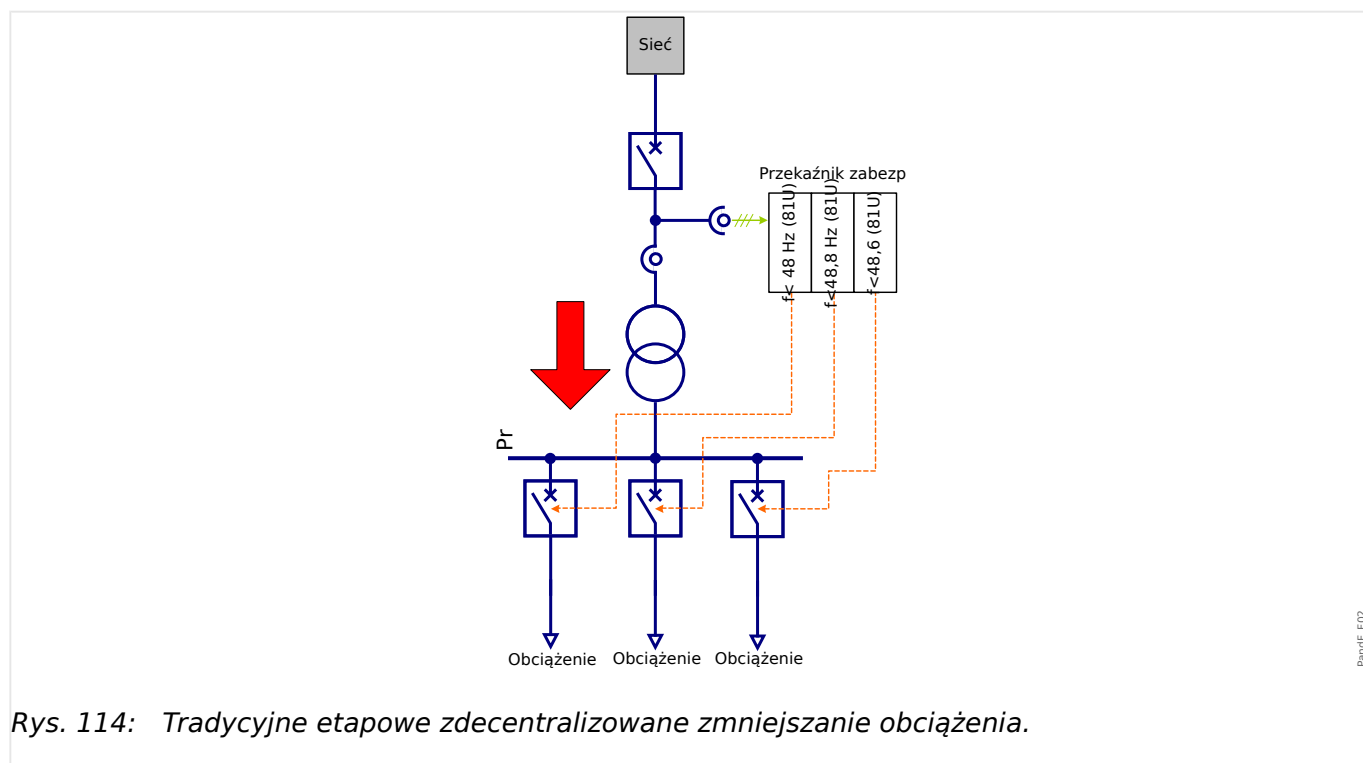 Sieć
Przekaźnik zabezp
f< 48 Hz (81U)
f<48,8 Hz (81U)
f<48,6 (81U)
Pr
Obciążenie
Obciążenie
Obciążenie
PandE_E02
Rys. 114: Tradycyjne etapowe zdecentralizowane zmniejszanie obciążenia.